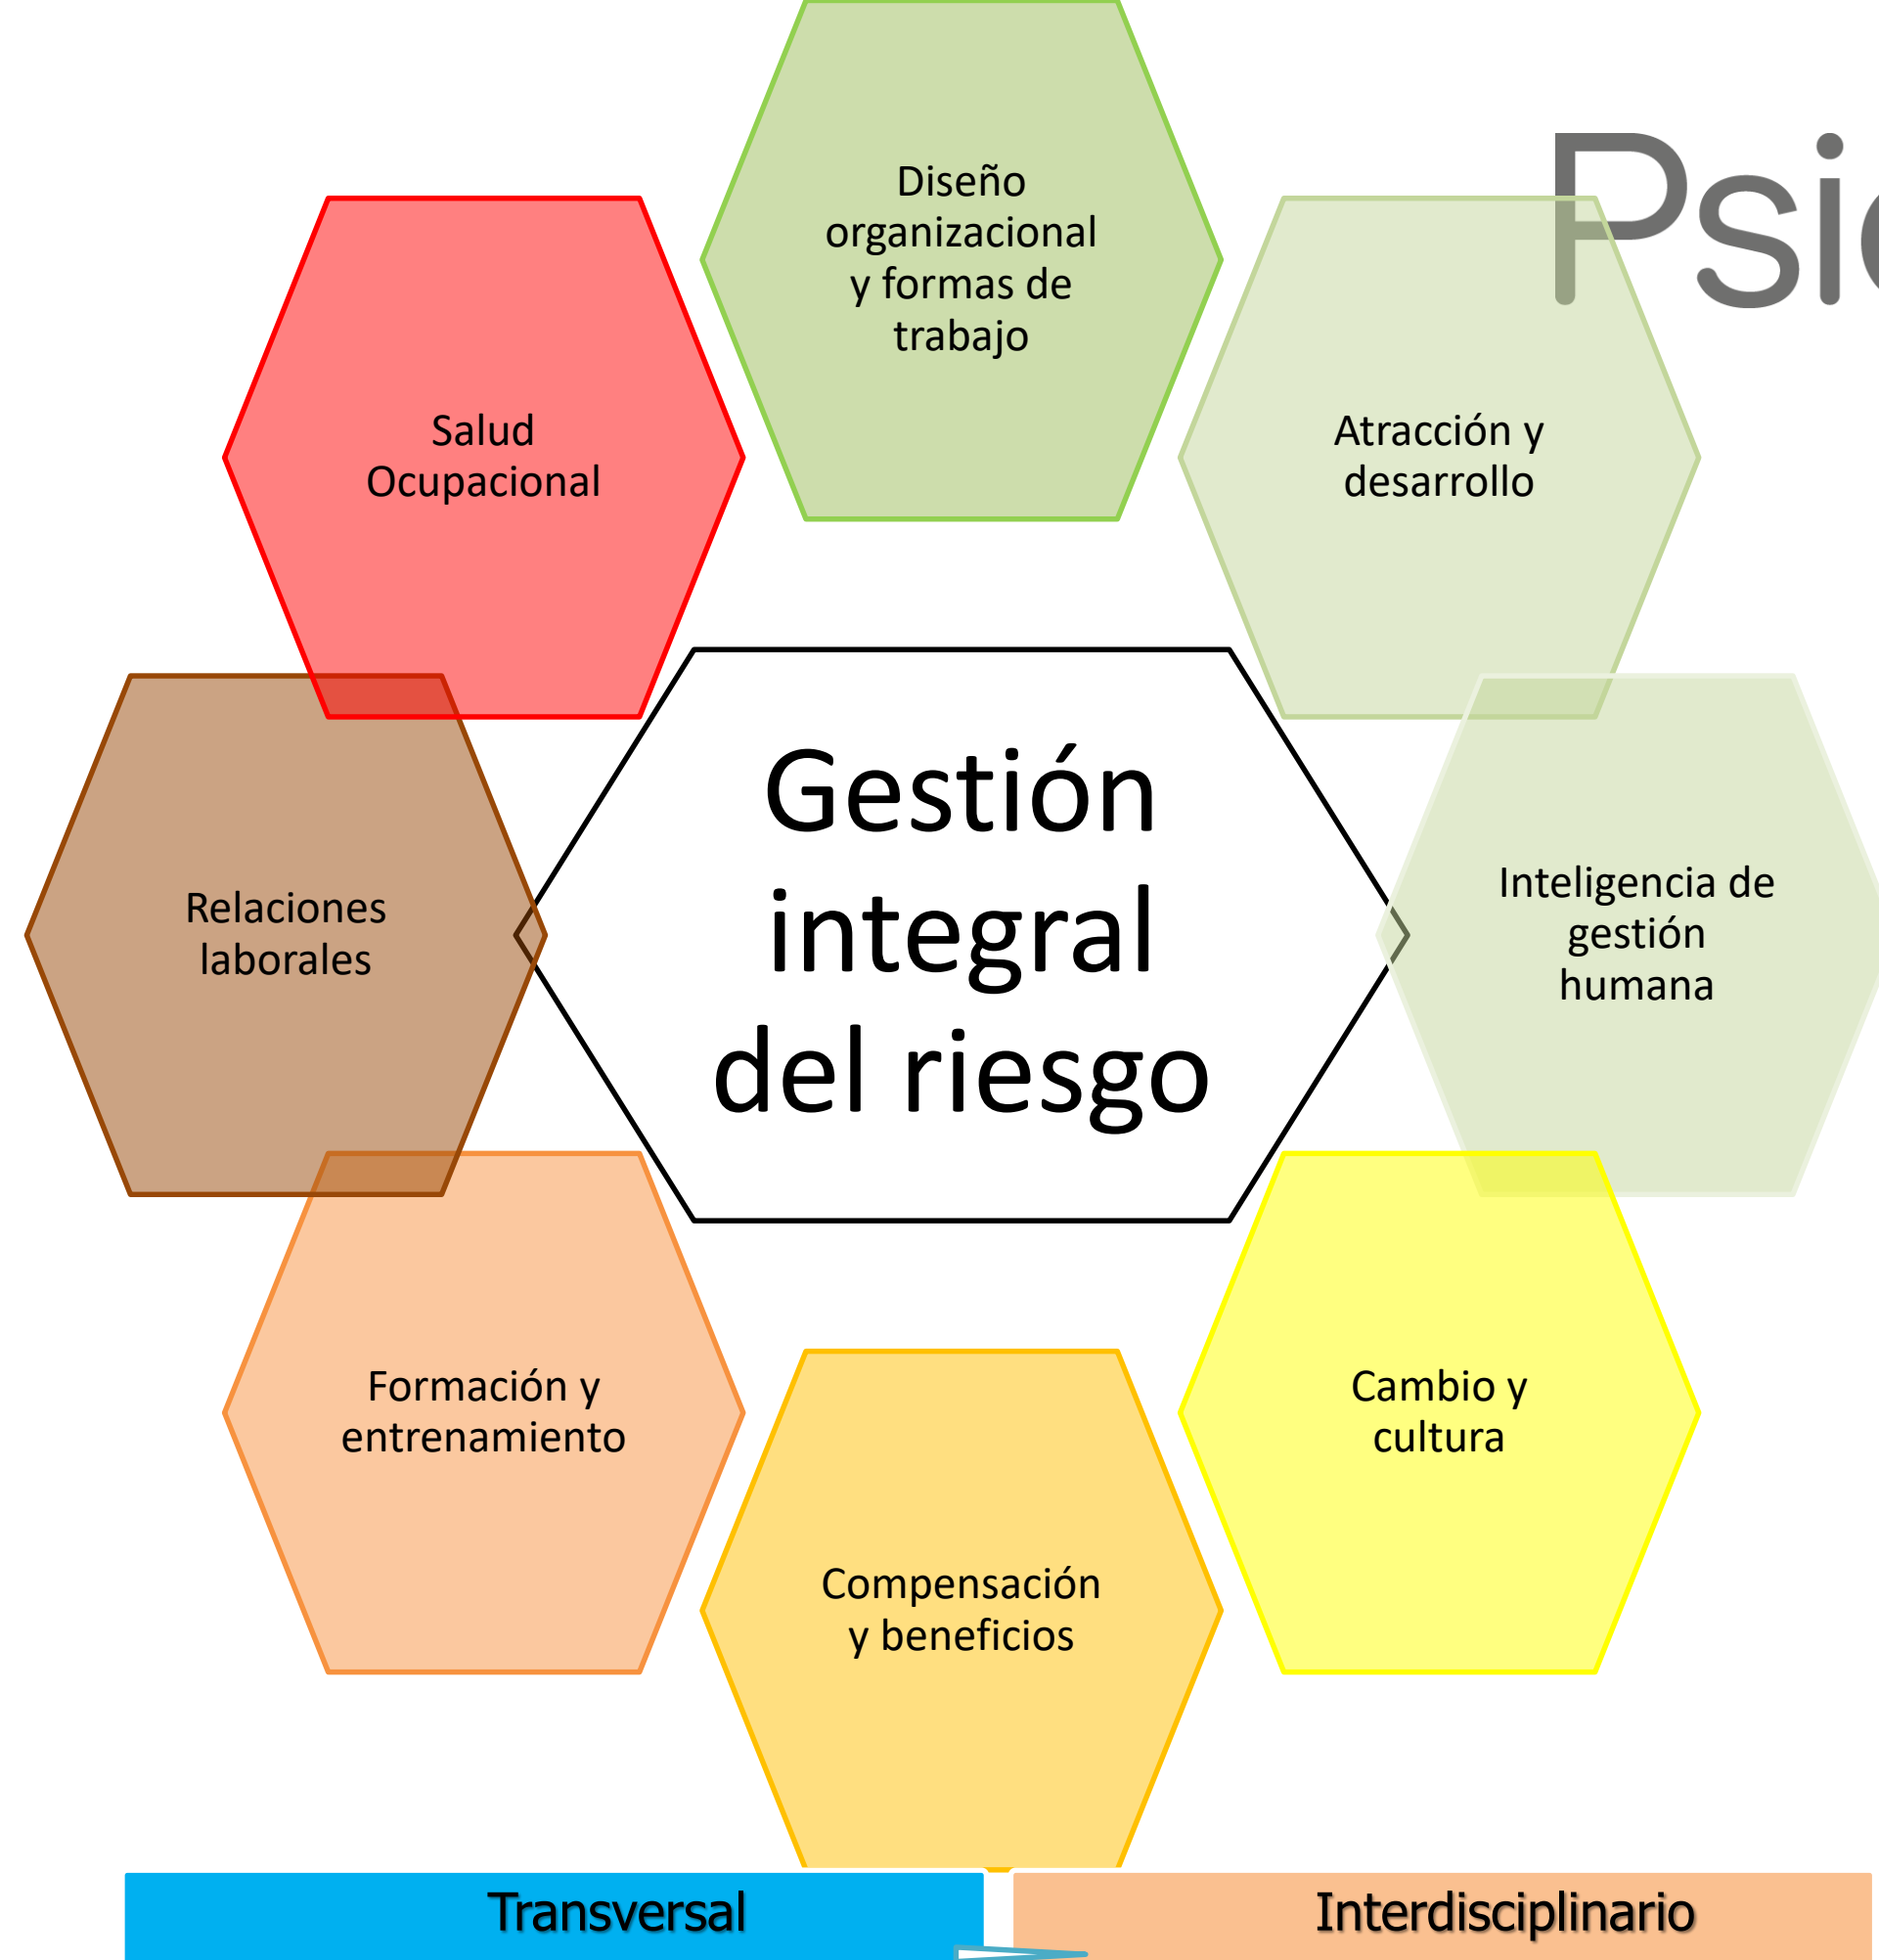 Diseño
organizacional
y formas de
trabajo
Salud
Ocupacional
Atracción y
desarrollo
Gestión
integral
del riesgo
Relaciones
laborales
Inteligencia de
gestión
humana
Formación y
entrenamiento
Cambio y
cultura
Compensación
y beneficios
Transversal
Interdisciplinario